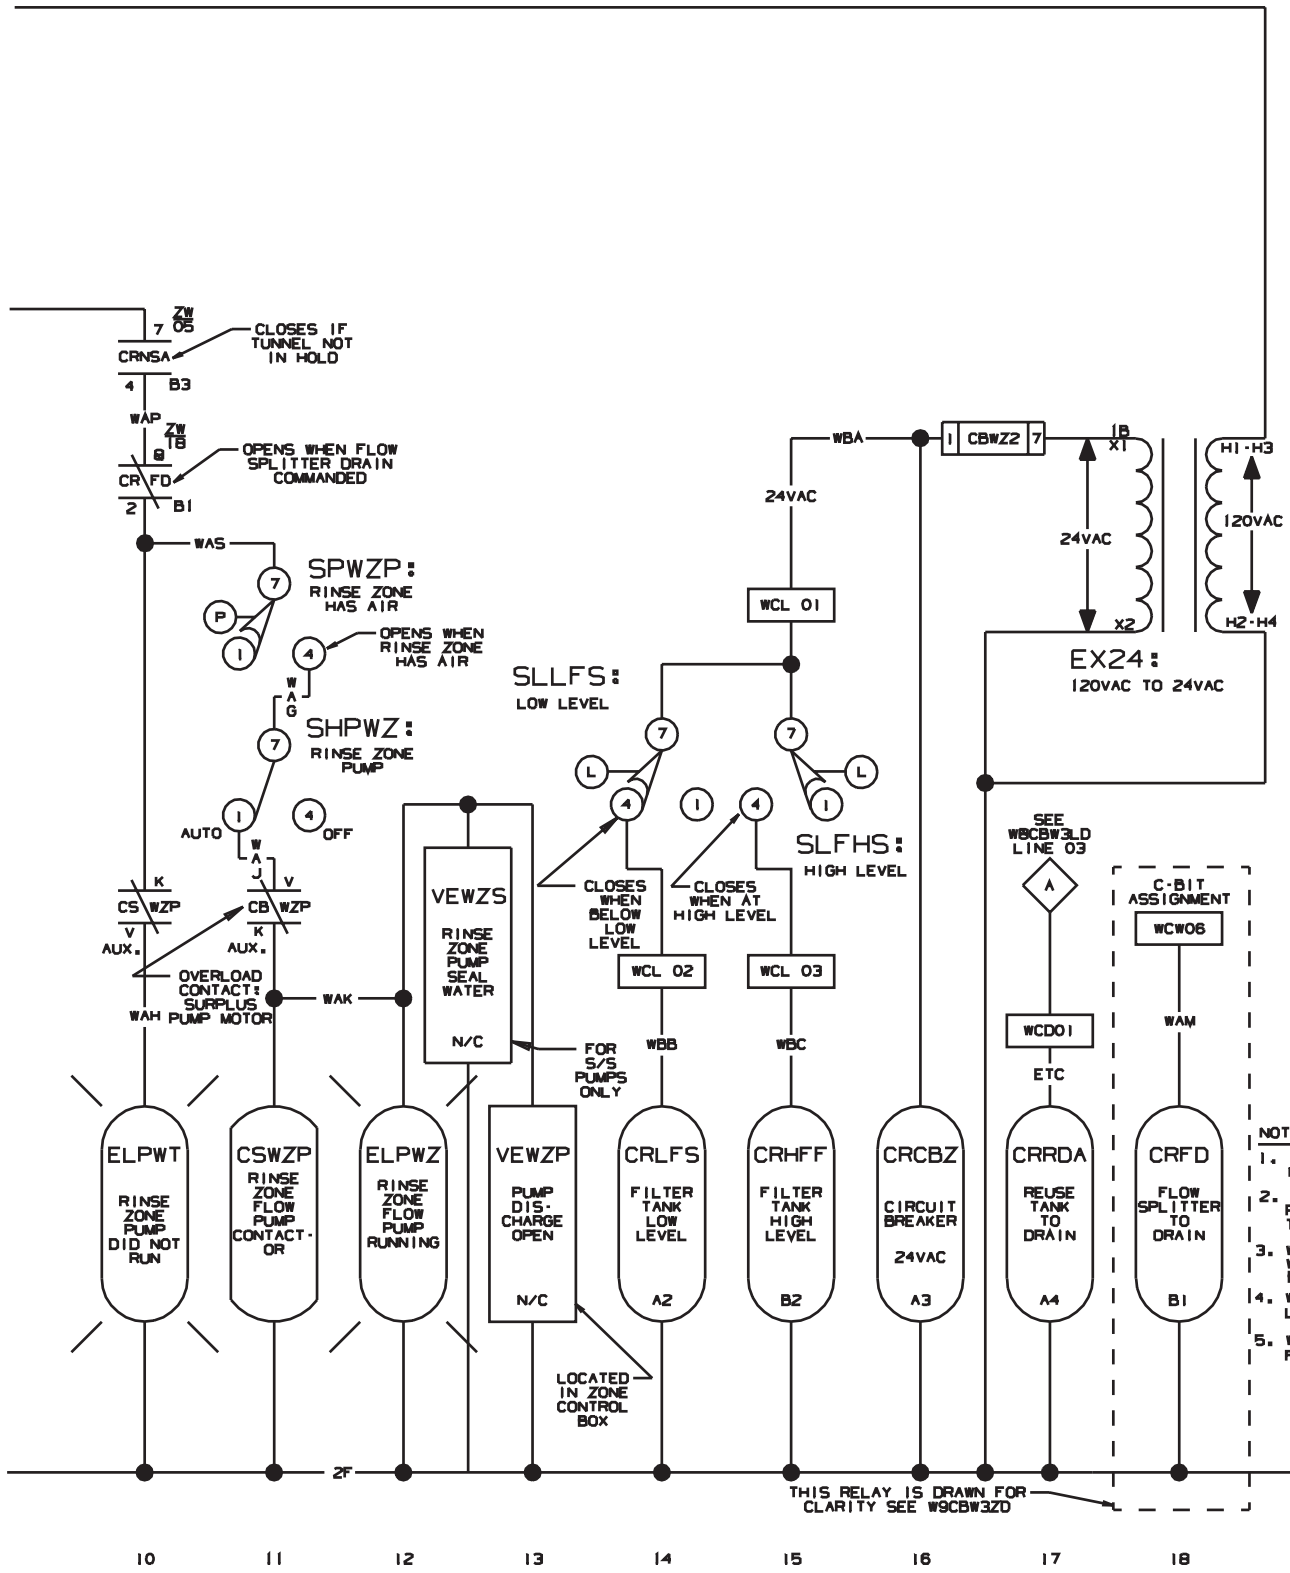 7
ZW
05
CRNSA
4
B3
CLOSES IF
TUNNEL NOT
IN HOLD
WAP
ZW
18
8
CR FD
2
B1
OPENS WHEN FLOW
SPLITTER DRAIN
COMMANDED
WAS
7
SPWZP:
RINSE ZONE
HAS AIR
P
1
4
OPENS WHEN
RINSE ZONE
HAS AIR
W
A
G
7
SHPWZ:
RINSE ZONE
PUMP
AUTO
1
4
OFF
W
A
J
K
CS WZP
V
AUX.
V
CB WZP
K
AUX.
OVERLOAD
CONTACT:
SURPLUS
PUMP MOTOR
WAH
WAK
VEWZS
RINSE
ZONE
PUMP
SEAL
WATER
N/C
FOR
S/S
PUMPS
ONLY
SLLFS:
LOW LEVEL
L
7
4
1
CLOSES
WHEN
BELOW
LOW
LEVEL
WBA
24VAC
WCL 01
7
L
4
1
SLFHS:
HIGH LEVEL
CLOSES
WHEN AT
HIGH LEVEL
WCL 02
WCL 03
WBB
WBC
1
CBWZ2
7
1B
X1
24VAC
X2
H1-H3
120VAC
H2-H4
EX24:
120VAC TO 24VAC
SEE
W8CBW3LD
LINE 03
A
WCD01
ETC
C-BIT
ASSIGNMENT
WCW06
WAM
ELPWT
RINSE
ZONE
PUMP
DID NOT
RUN
CSWZP
RINSE
ZONE
FLOW
PUMP
CONTACT-
OR
ELPWZ
RINSE
ZONE
FLOW
PUMP
RUNNING
VEWZP
PUMP
DIS-
CHARGE
OPEN
N/C
LOCATED
IN ZONE
CONTROL
BOX
CRLFS
FILTER
TANK
LOW
LEVEL
A2
CRHFF
FILTER
TANK
HIGH
LEVEL
B2
CRCBZ
CIRCUIT
BREAKER
24VAC
A3
CRRDA
REUSE
TANK
TO
DRAIN
A4
CRFD
FLOW
SPLITTER
TO
DRAIN
B1
NOT
1.
2.
3. W
4. W
5. W
2F
THIS RELAY IS DRAWN FOR
CLARITY SEE W9CBW3ZD
10
11
12
13
14
15
16
17
18